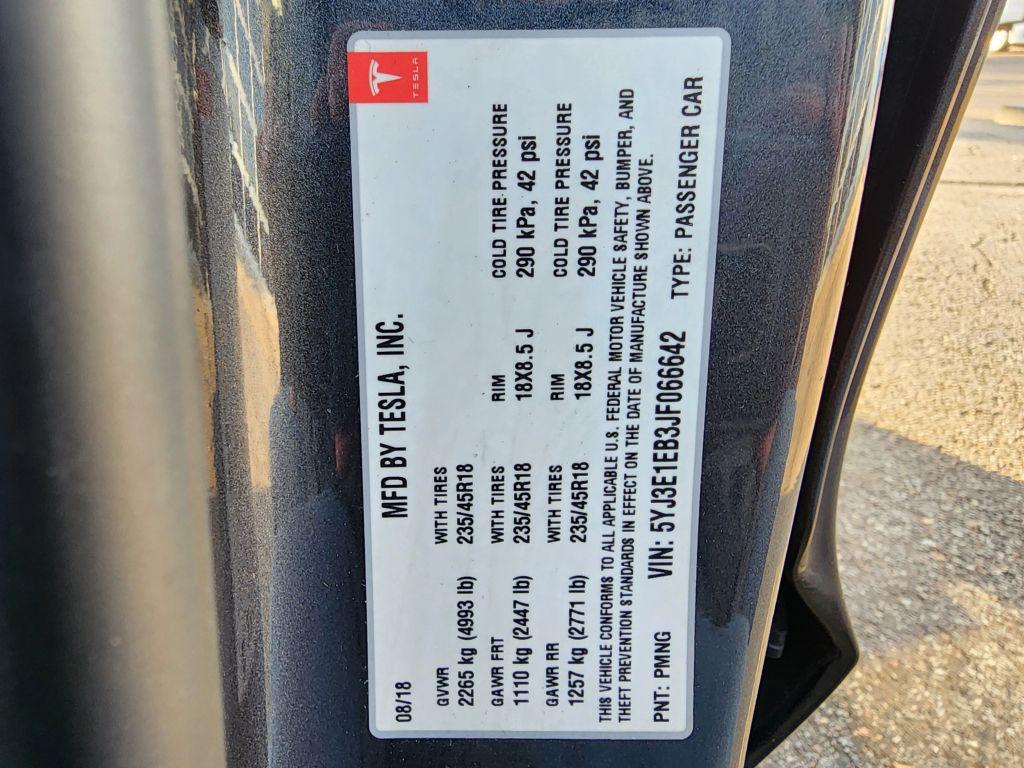 TESLA
MFD BY TESLA, INC.
08/18
GVWR WITH TIRES
2265 kg (4993 lb) 235/45R18
GAWR FRT WITH TIRES RIM COLD TIRE PRESSURE
1110 kg (2447 lb) 235/45R18 18X8.5 J 290 kPa, 42 psi
GAWR RR WITH TIRES RIM COLD TIRE PRESSURE
1257 kg (2771 lb) 235/45R18 18X8.5 J 290 kPa, 42 psi
THIS VEHICLE CONFORMS TO ALL APPLICABLE U.S. FEDERAL MOTOR VEHICLE SAFETY, BUMPER, AND
THEFT PREVENTION STANDARDS IN EFFECT ON THE DATE OF MANUFACTURE SHOWN ABOVE.
PNT: PMNG VIN: 5YJ3E1EB3JF066642 TYPE: PASSENGER CAR